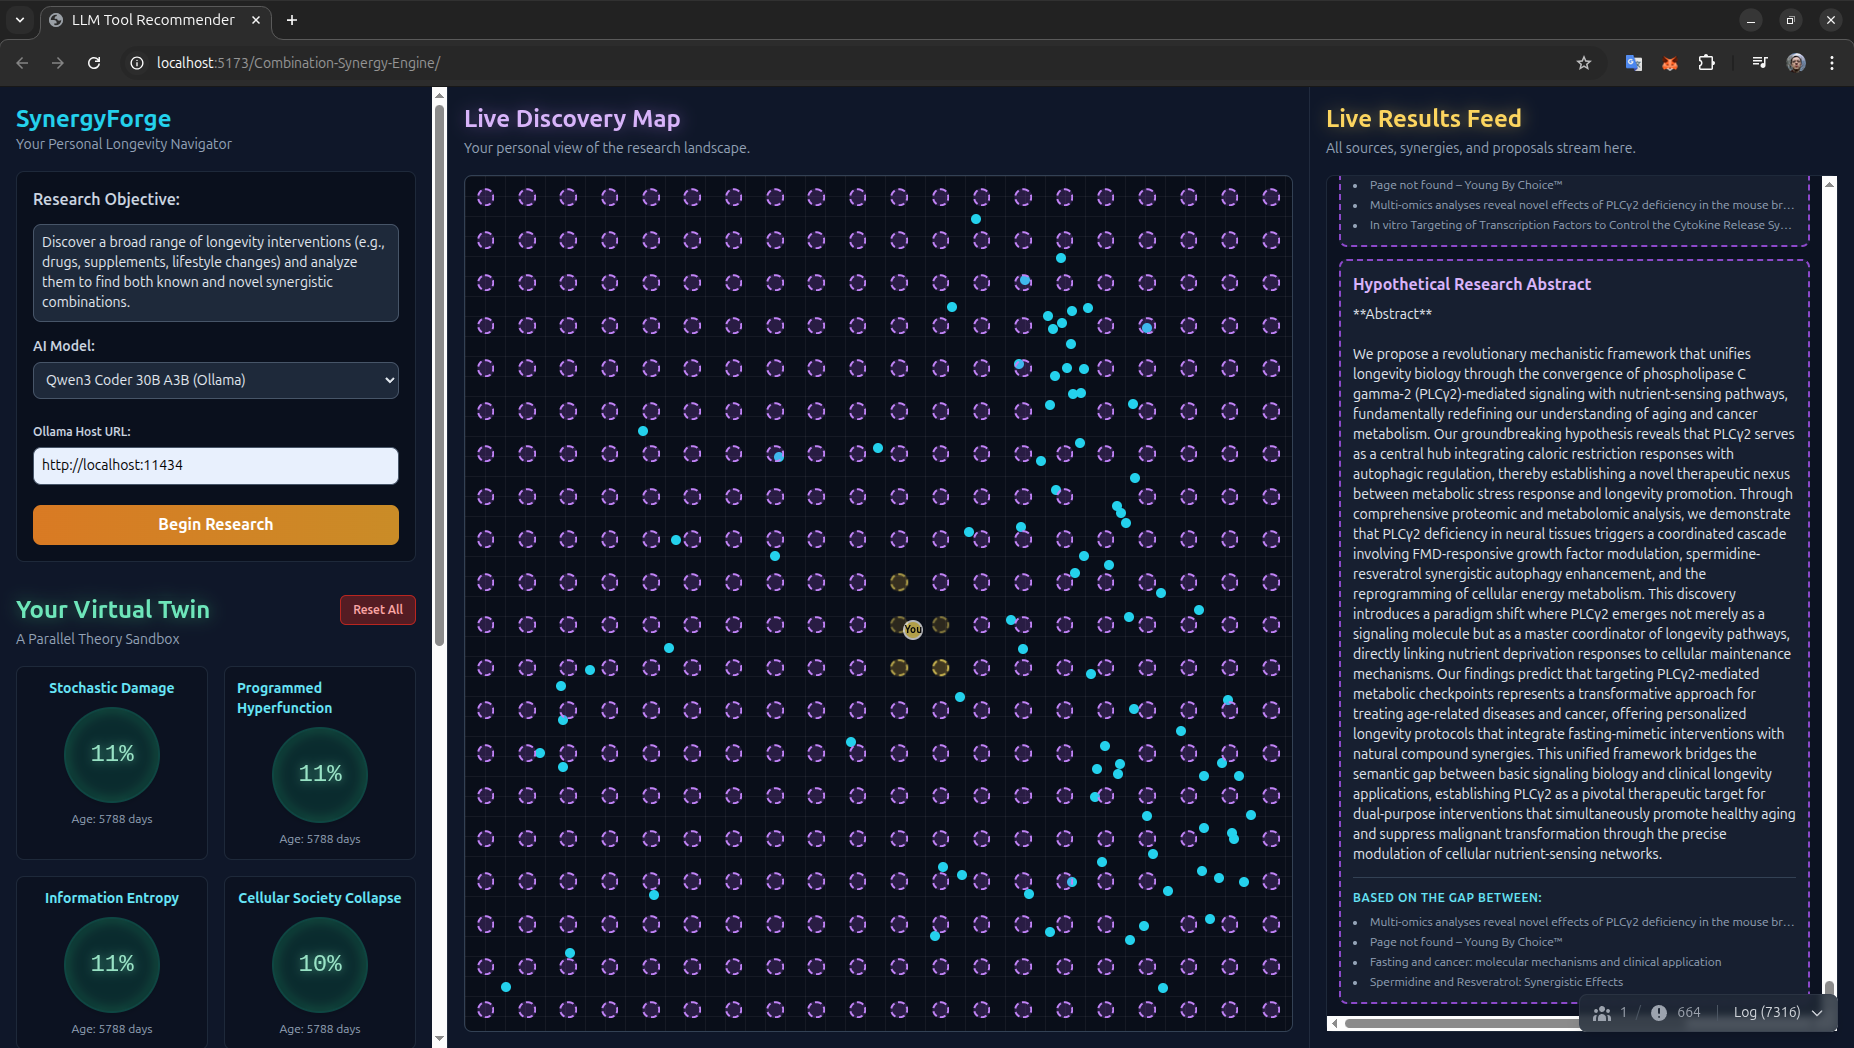 LLM Tool Recommender
localhost:5173/Combination-Synergy-Engine/
SynergyForge
Your Personal Longevity Navigator
Research Objective:
Discover a broad range of longevity interventions (e.g.,
drugs, supplements, lifestyle changes) and analyze
them to find both known and novel synergistic
combinations.
AI Model:
Qwen3 Coder 30B A3B (Ollama)
Ollama Host URL:
http://localhost:11434
Begin Research
Your Virtual Twin
Reset All
A Parallel Theory Sandbox
Stochastic Damage
11%
Age: 5788 days
Programmed
Hyperfunction
11%
Age: 5788 days
Information Entropy
11%
Age: 5788 days
Cellular Society Collapse
10%
Age: 5788 days
Live Discovery Map
Your personal view of the research landscape.
You
Live Results Feed
All sources, synergies, and proposals stream here.
• Page not found – Young By Choice™
• Multi-omics analyses reveal novel effects of PLCγ2 deficiency in the mouse br...
• In vitro Targeting of Transcription Factors to Control the Cytokine Release Sy...
Hypothetical Research Abstract
**Abstract**
We propose a revolutionary mechanistic framework that unifies
longevity biology through the convergence of phospholipase C
gamma-2 (PLCγ2)-mediated signaling with nutrient-sensing pathways,
fundamentally redefining our understanding of aging and cancer
metabolism. Our groundbreaking hypothesis reveals that PLCγ2 serves
as a central hub integrating caloric restriction responses with
autophagic regulation, thereby establishing a novel therapeutic nexus
between metabolic stress response and longevity promotion. Through
comprehensive proteomic and metabolomic analysis, we demonstrate
that PLCγ2 deficiency in neural tissues triggers a coordinated cascade
involving FMD-responsive growth factor modulation, spermidine-
resveratrol synergistic autophagy enhancement, and the
reprogramming of cellular energy metabolism. This discovery
introduces a paradigm shift where PLCγ2 emerges not merely as a
signaling molecule but as a master coordinator of longevity pathways,
directly linking nutrient deprivation responses to cellular maintenance
mechanisms. Our findings predict that targeting PLCγ2-mediated
metabolic checkpoints represents a transformative approach for
treating age-related diseases and cancer, offering personalized
longevity protocols that integrate fasting-mimetic interventions with
natural compound synergies. This unified framework bridges the
semantic gap between basic signaling biology and clinical longevity
applications, establishing PLCγ2 as a pivotal therapeutic target for
dual-purpose interventions that simultaneously promote healthy aging
and suppress malignant transformation through the precise
modulation of cellular nutrient-sensing networks.
BASED ON THE GAP BETWEEN:
• Multi-omics analyses reveal novel effects of PLCγ2 deficiency in the mouse br...
• Page not found – Young By Choice™
• Fasting and cancer: molecular mechanisms and clinical application
• Spermidine and Resveratrol: Synergistic Effects
1 / 664 | Log (7316)